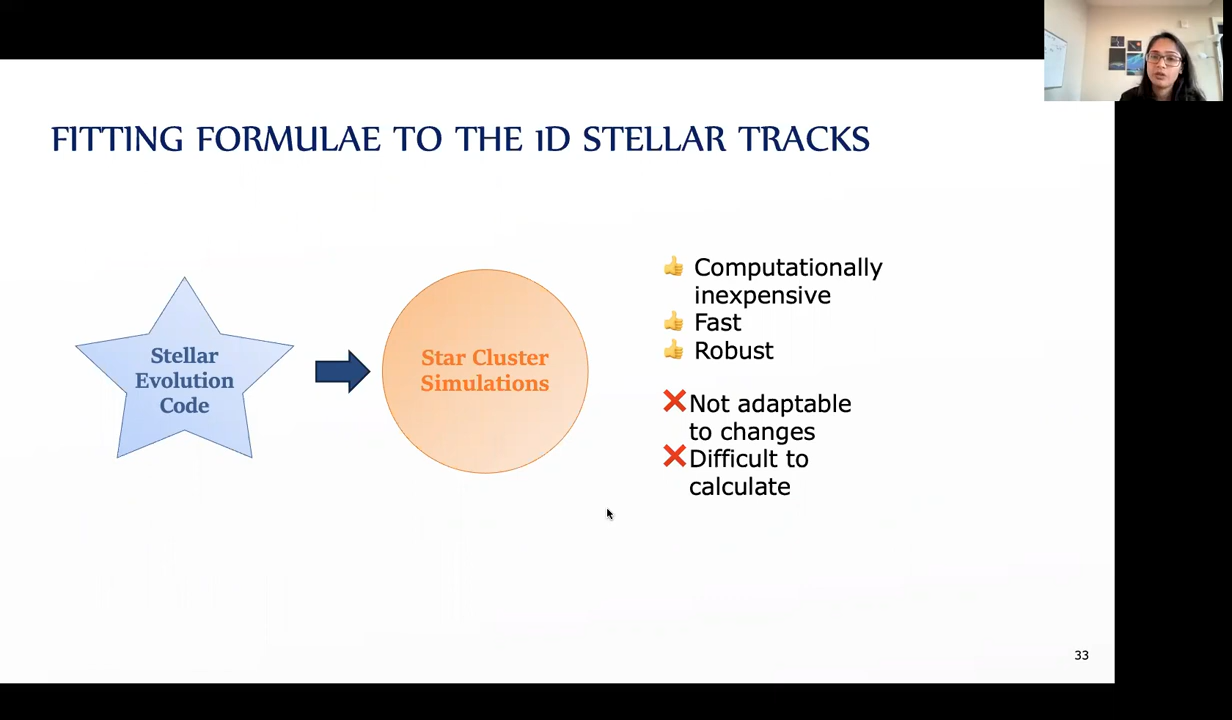 FITTING FORMULAE TO THE 1D STELLAR TRACKS
Stellar
Evolution
Code
Star Cluster
Simulations
👍 Computationally
inexpensive
👍 Fast
👍 Robust
❌Not adaptable
to changes
❌Difficult to
calculate
33